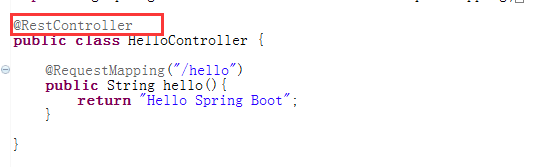 @RestController
public class HelloController {
@RequestMapping("/hello")
public String hello(){
return "Hello Spring Boot";
}
}